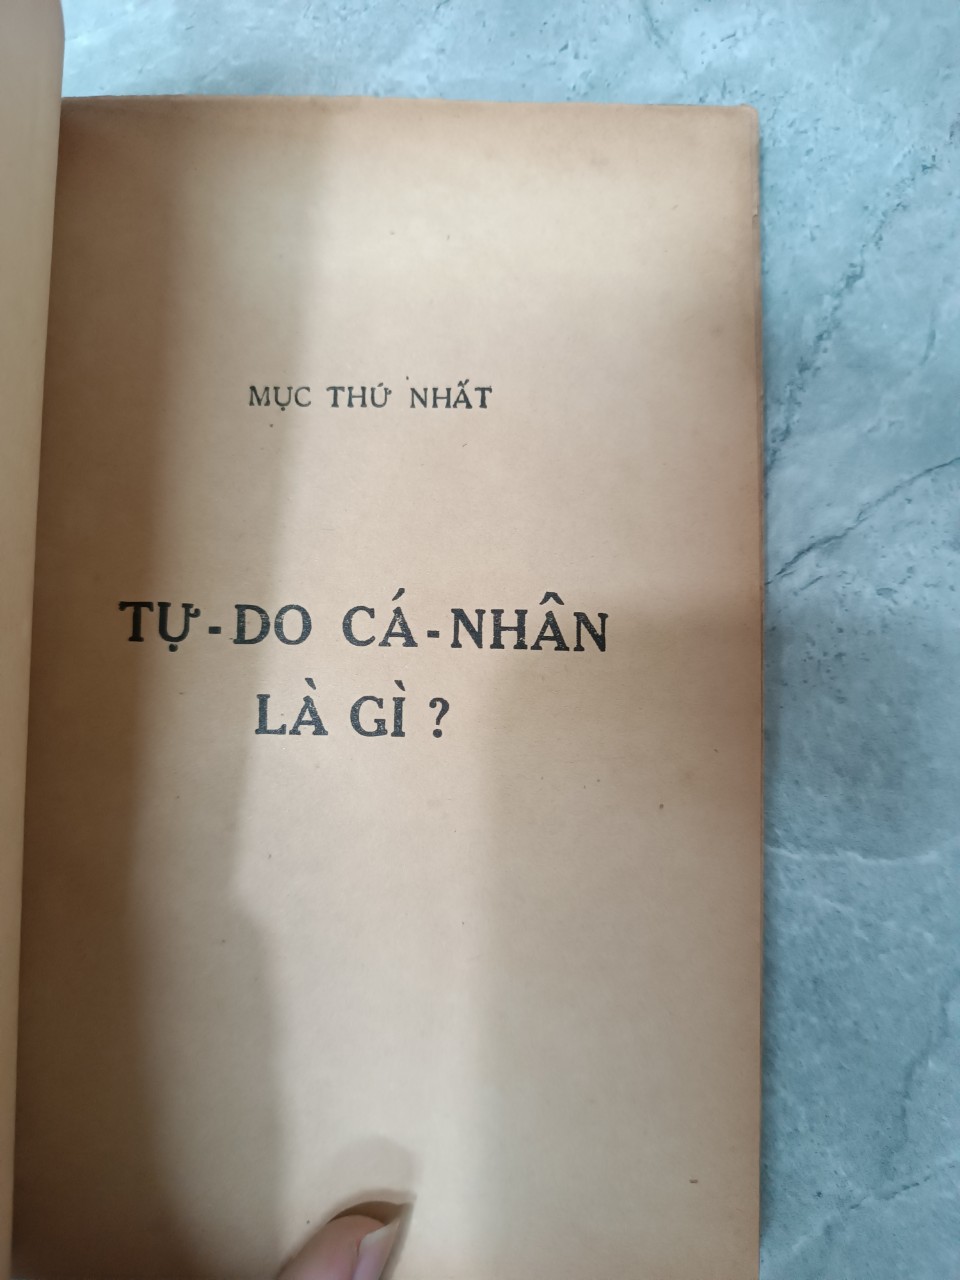 MỤC THỨ NHẤT
TỰ-DO CÁ-NHÂN
LÀ GÌ ?